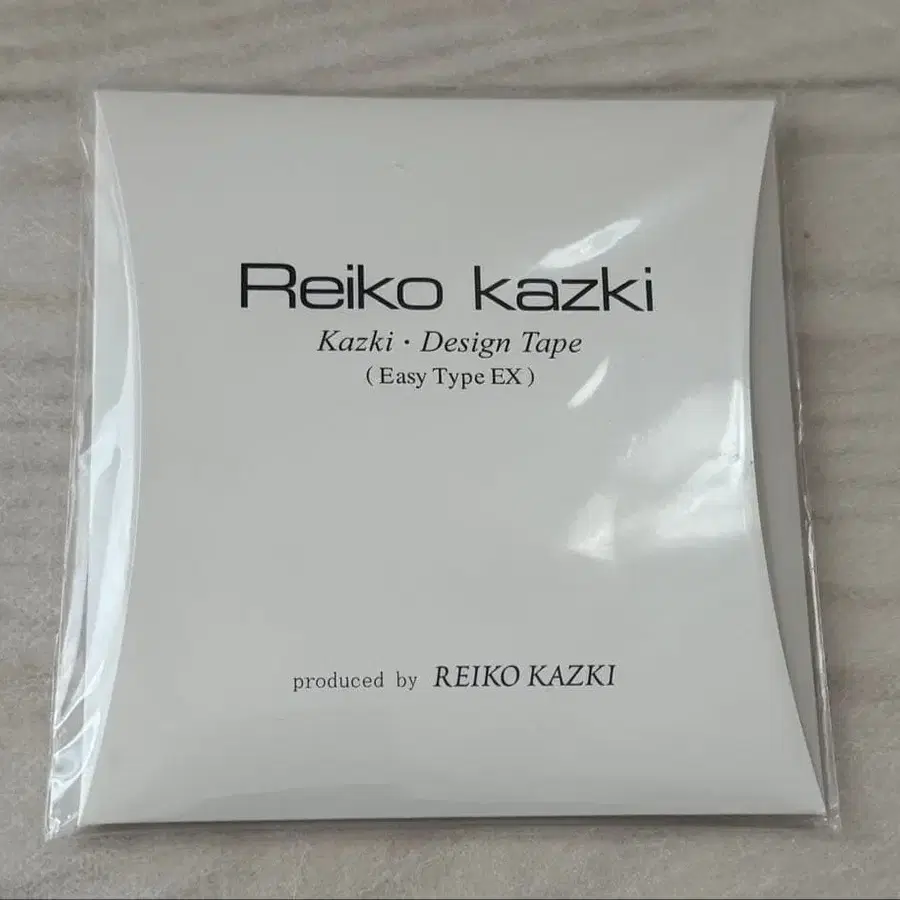 Reiko kazki
Kazki・Design Tape
( Easy Type EX )
produced by REIKO KAZKI